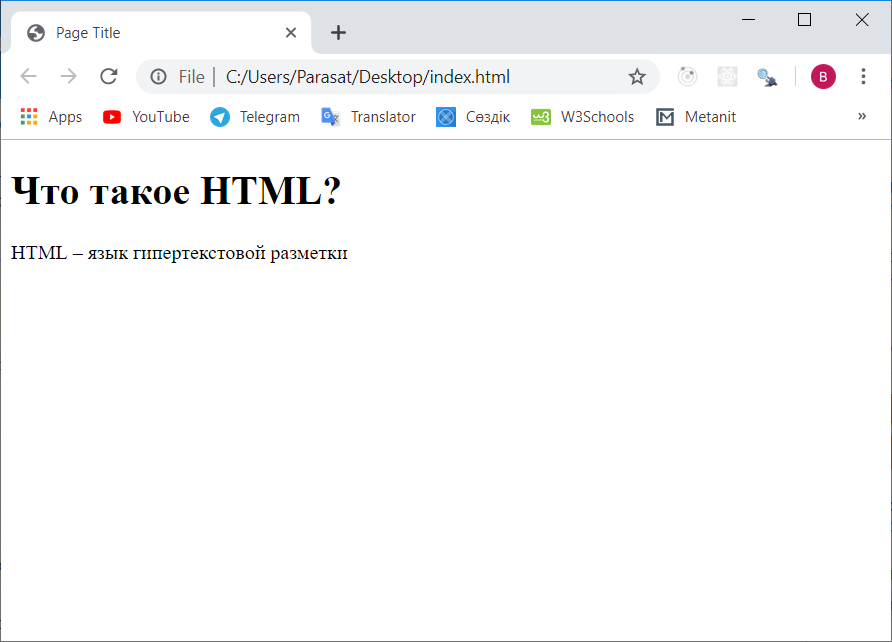 Page Title
File | C:/Users/Parasat/Desktop/index.html
B
Apps YouTube Telegram Translator Сөздік W3Schools Metanit »
Что такое HTML?
HTML – язык гипертекстовой разметки